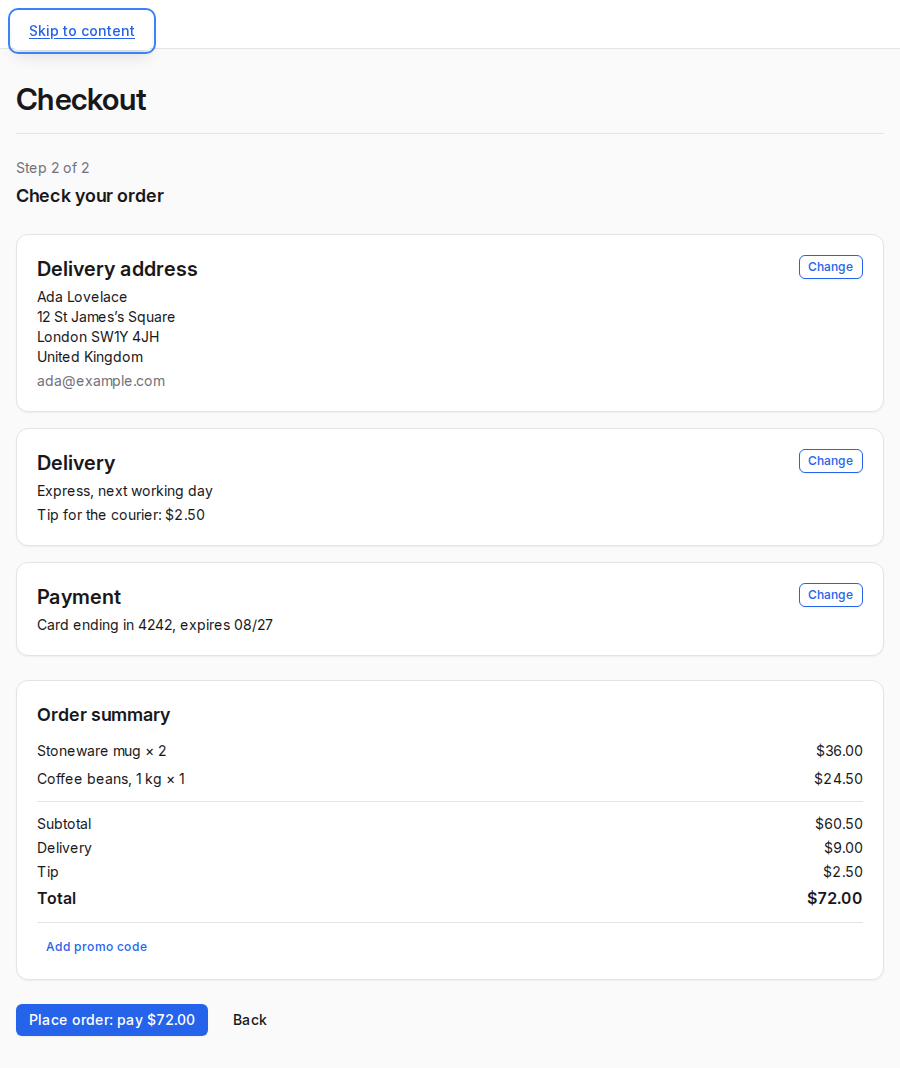 Skip to content
Checkout
Step 2 of 2
Check your order
Delivery address
Change
Ada Lovelace
12 St James’s Square
London SW1Y 4JH
United Kingdom
ada@example.com
Delivery
Change
Express, next working day
Tip for the courier: $2.50
Payment
Change
Card ending in 4242, expires 08/27
Order summary
Stoneware mug × 2 $36.00
Coffee beans, 1 kg × 1 $24.50
Subtotal $60.50
Delivery $9.00
Tip $2.50
Total $72.00
Add promo code
Place order: pay $72.00 Back